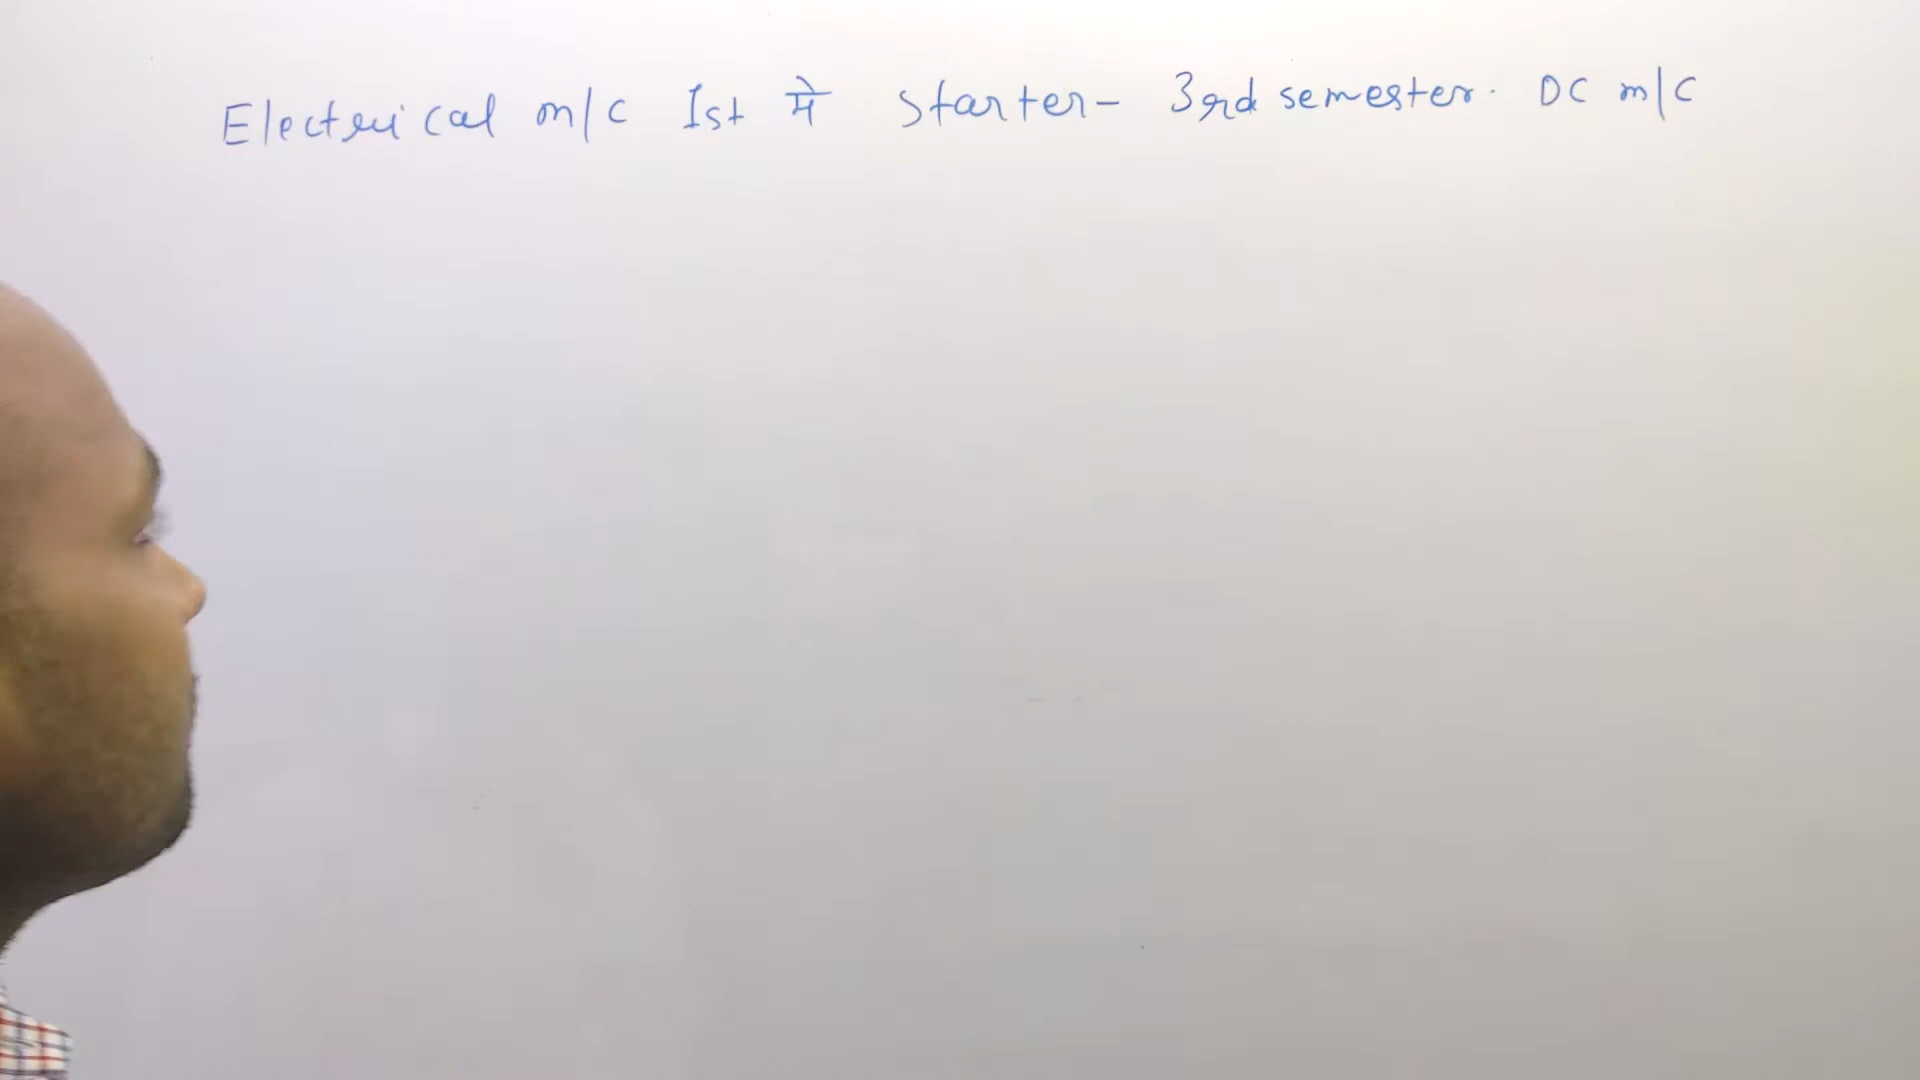 Electrical m/c Ist मे Starter- 3rd semester. DC m/c